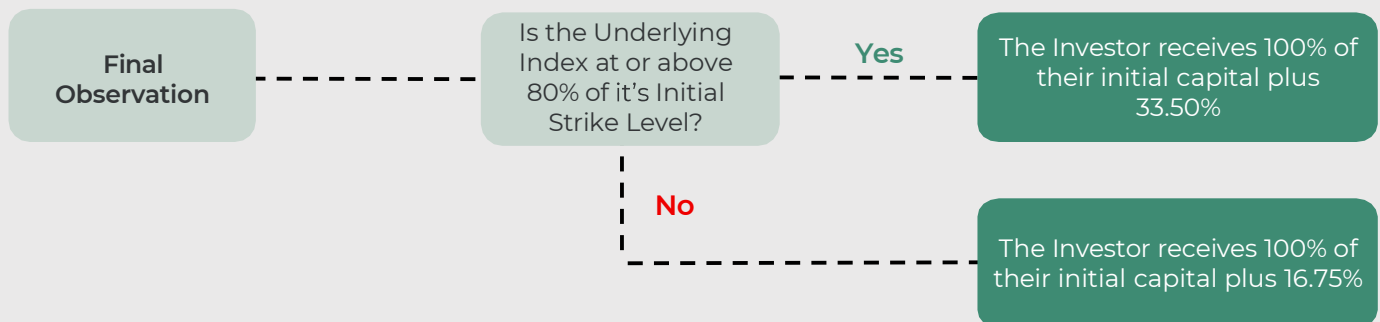 Final
Observation
Is the Underlying
Index at or above
80% of it’s Initial
Strike Level?
Yes
The Investor receives 100% of
their initial capital plus
33.50%
No
The Investor receives 100% of
their initial capital plus 16.75%